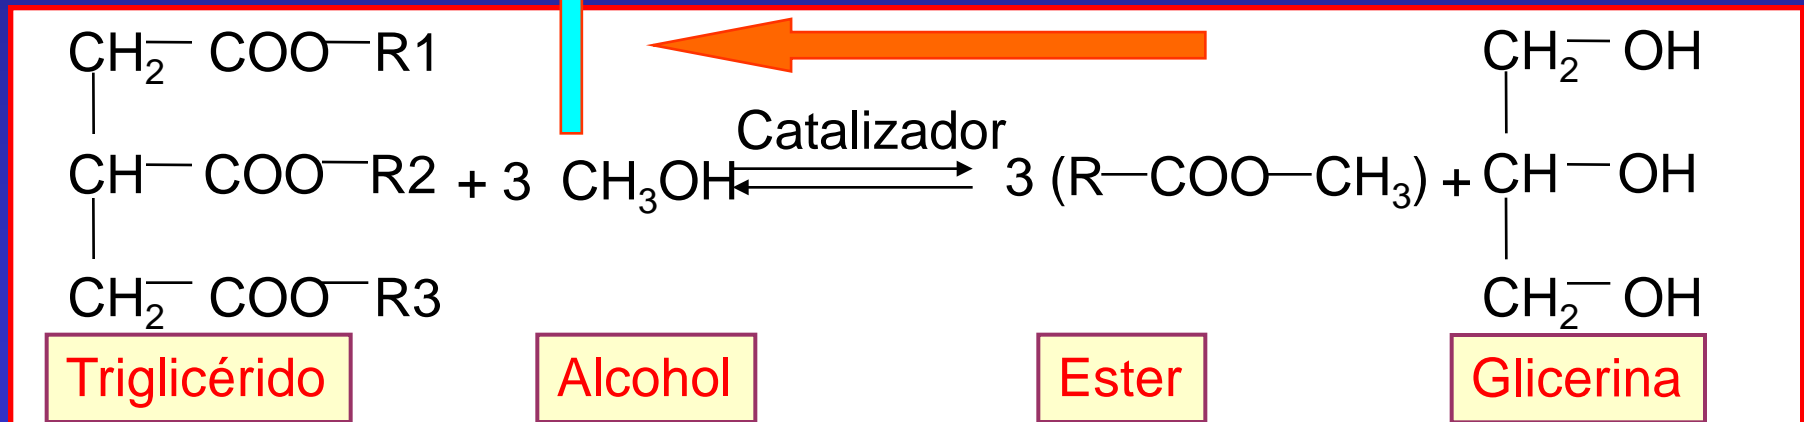 CH₂ — COO — R1 CH₂ — OH
Catalizador
CH — COO — R2 + 3 CH₃OH 3 (R—COO—CH₃) + CH — OH
CH₂ — COO — R3 CH₂ — OH
Triglicérido Alcohol Ester Glicerina